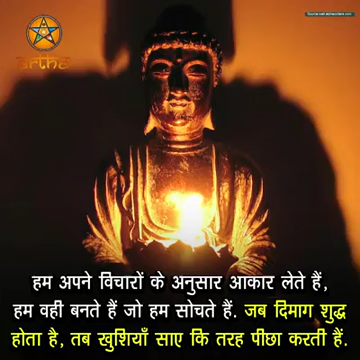 artha
हम अपने विचारों के अनुसार आकार लेते हैं,
हम वही बनते हैं जो हम सोचते हैं. जब दिमाग शुद्ध
होता है, तब खुशियाँ साए कि तरह पीछा करती हैं.